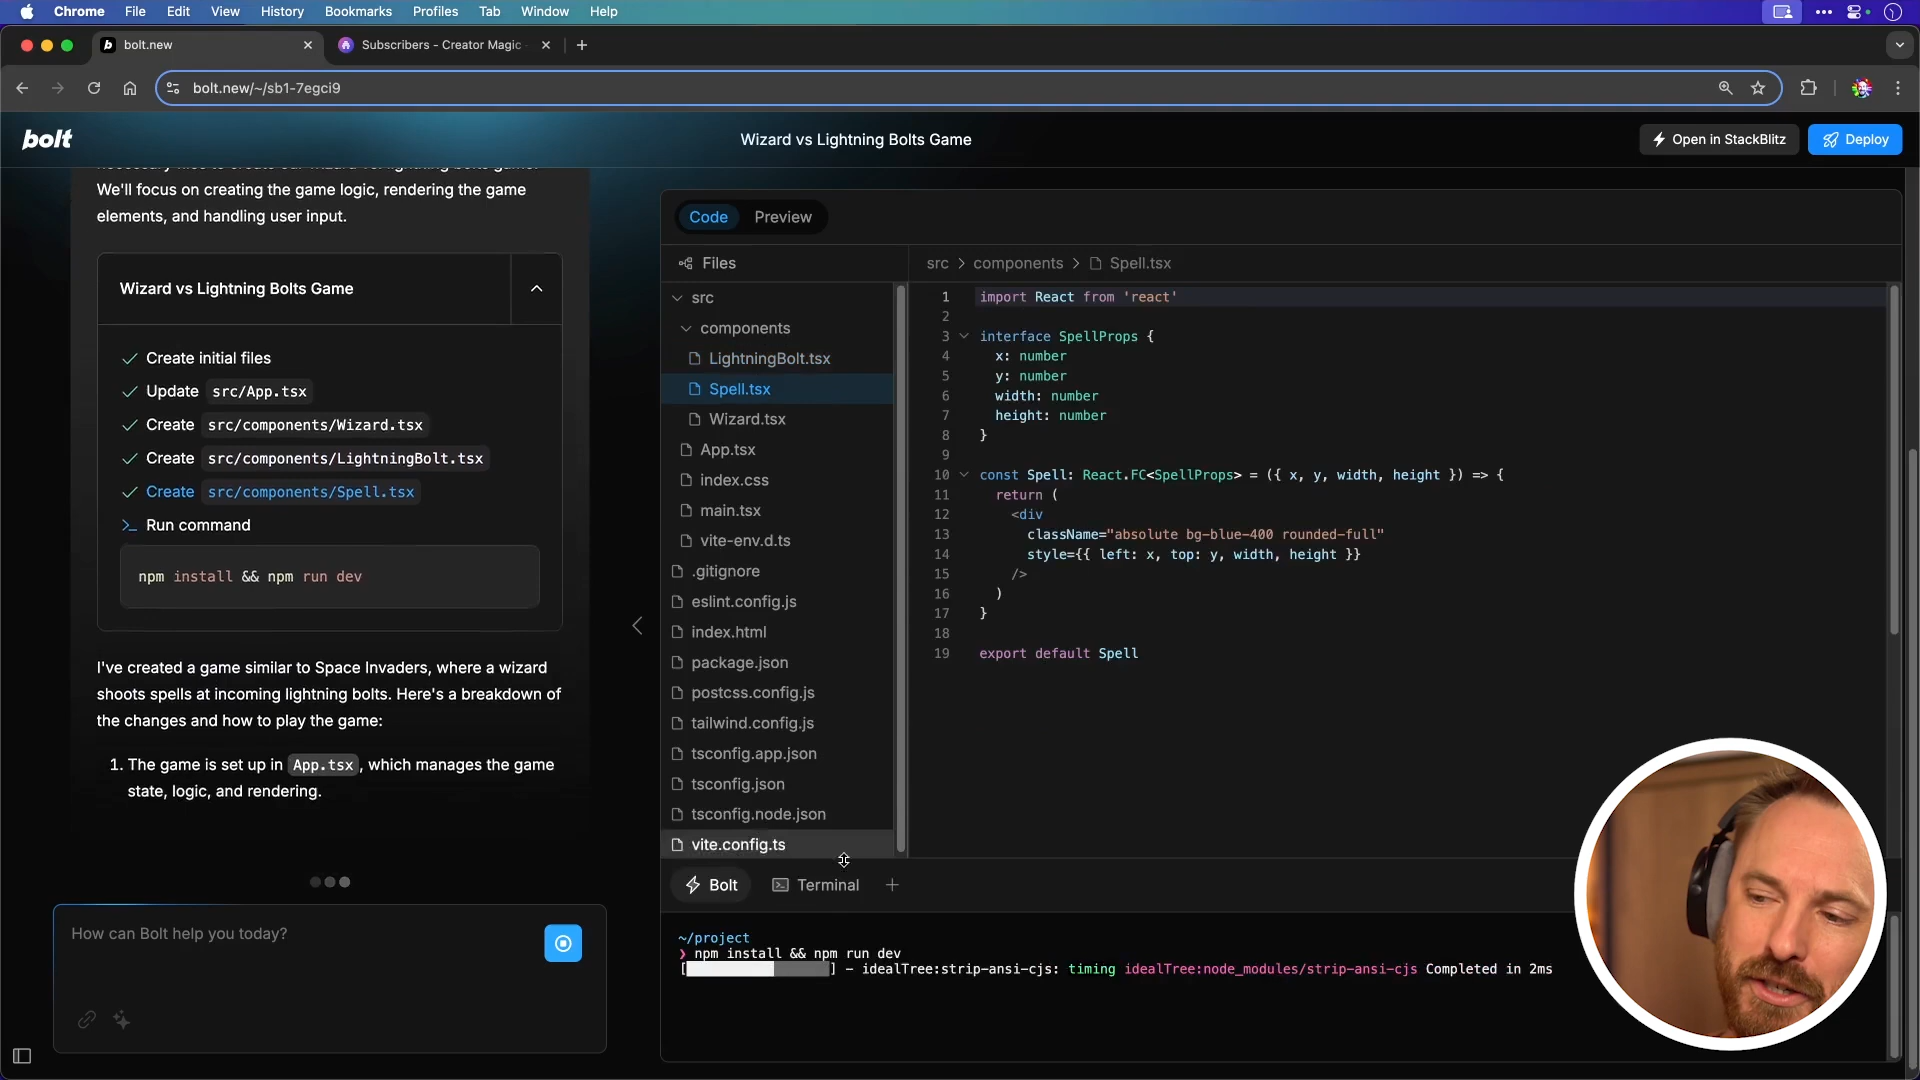 Chrome File Edit View History Bookmarks Profiles Tab Window Help
bolt.new
Subscribers - Creator Magic
bolt.new/~/sb1-7egci9
bolt
Wizard vs Lightning Bolts Game
Open in StackBlitz
Deploy
We'll focus on creating the game logic, rendering the game
elements, and handling user input.
Wizard vs Lightning Bolts Game
Create initial files
Update src/App.tsx
Create src/components/Wizard.tsx
Create src/components/LightningBolt.tsx
Create src/components/Spell.tsx
Run command
npm install && npm run dev
I've created a game similar to Space Invaders, where a wizard
shoots spells at incoming lightning bolts. Here's a breakdown of
the changes and how to play the game:
1. The game is set up in App.tsx, which manages the game
state, logic, and rendering.
How can Bolt help you today?
Code Preview
Files
src
components
LightningBolt.tsx
Spell.tsx
Wizard.tsx
App.tsx
index.css
main.tsx
vite-env.d.ts
.gitignore
eslint.config.js
index.html
package.json
postcss.config.js
tailwind.config.js
tsconfig.app.json
tsconfig.json
tsconfig.node.json
vite.config.ts
src > components > Spell.tsx
1 import React from 'react'
2
3 interface SpellProps {
4 x: number
5 y: number
6 width: number
7 height: number
8 }
9
10 const Spell: React.FC<SpellProps> = ({ x, y, width, height }) => {
11 return (
12 <div
13 className="absolute bg-blue-400 rounded-full"
14 style={{ left: x, top: y, width, height }}
15 />
16 )
17 }
18
19 export default Spell
Bolt Terminal
~/project
❯ npm install && npm run dev
[ ] - idealTree:strip-ansi-cjs: timing idealTree:node_modules/strip-ansi-cjs Completed in 2ms